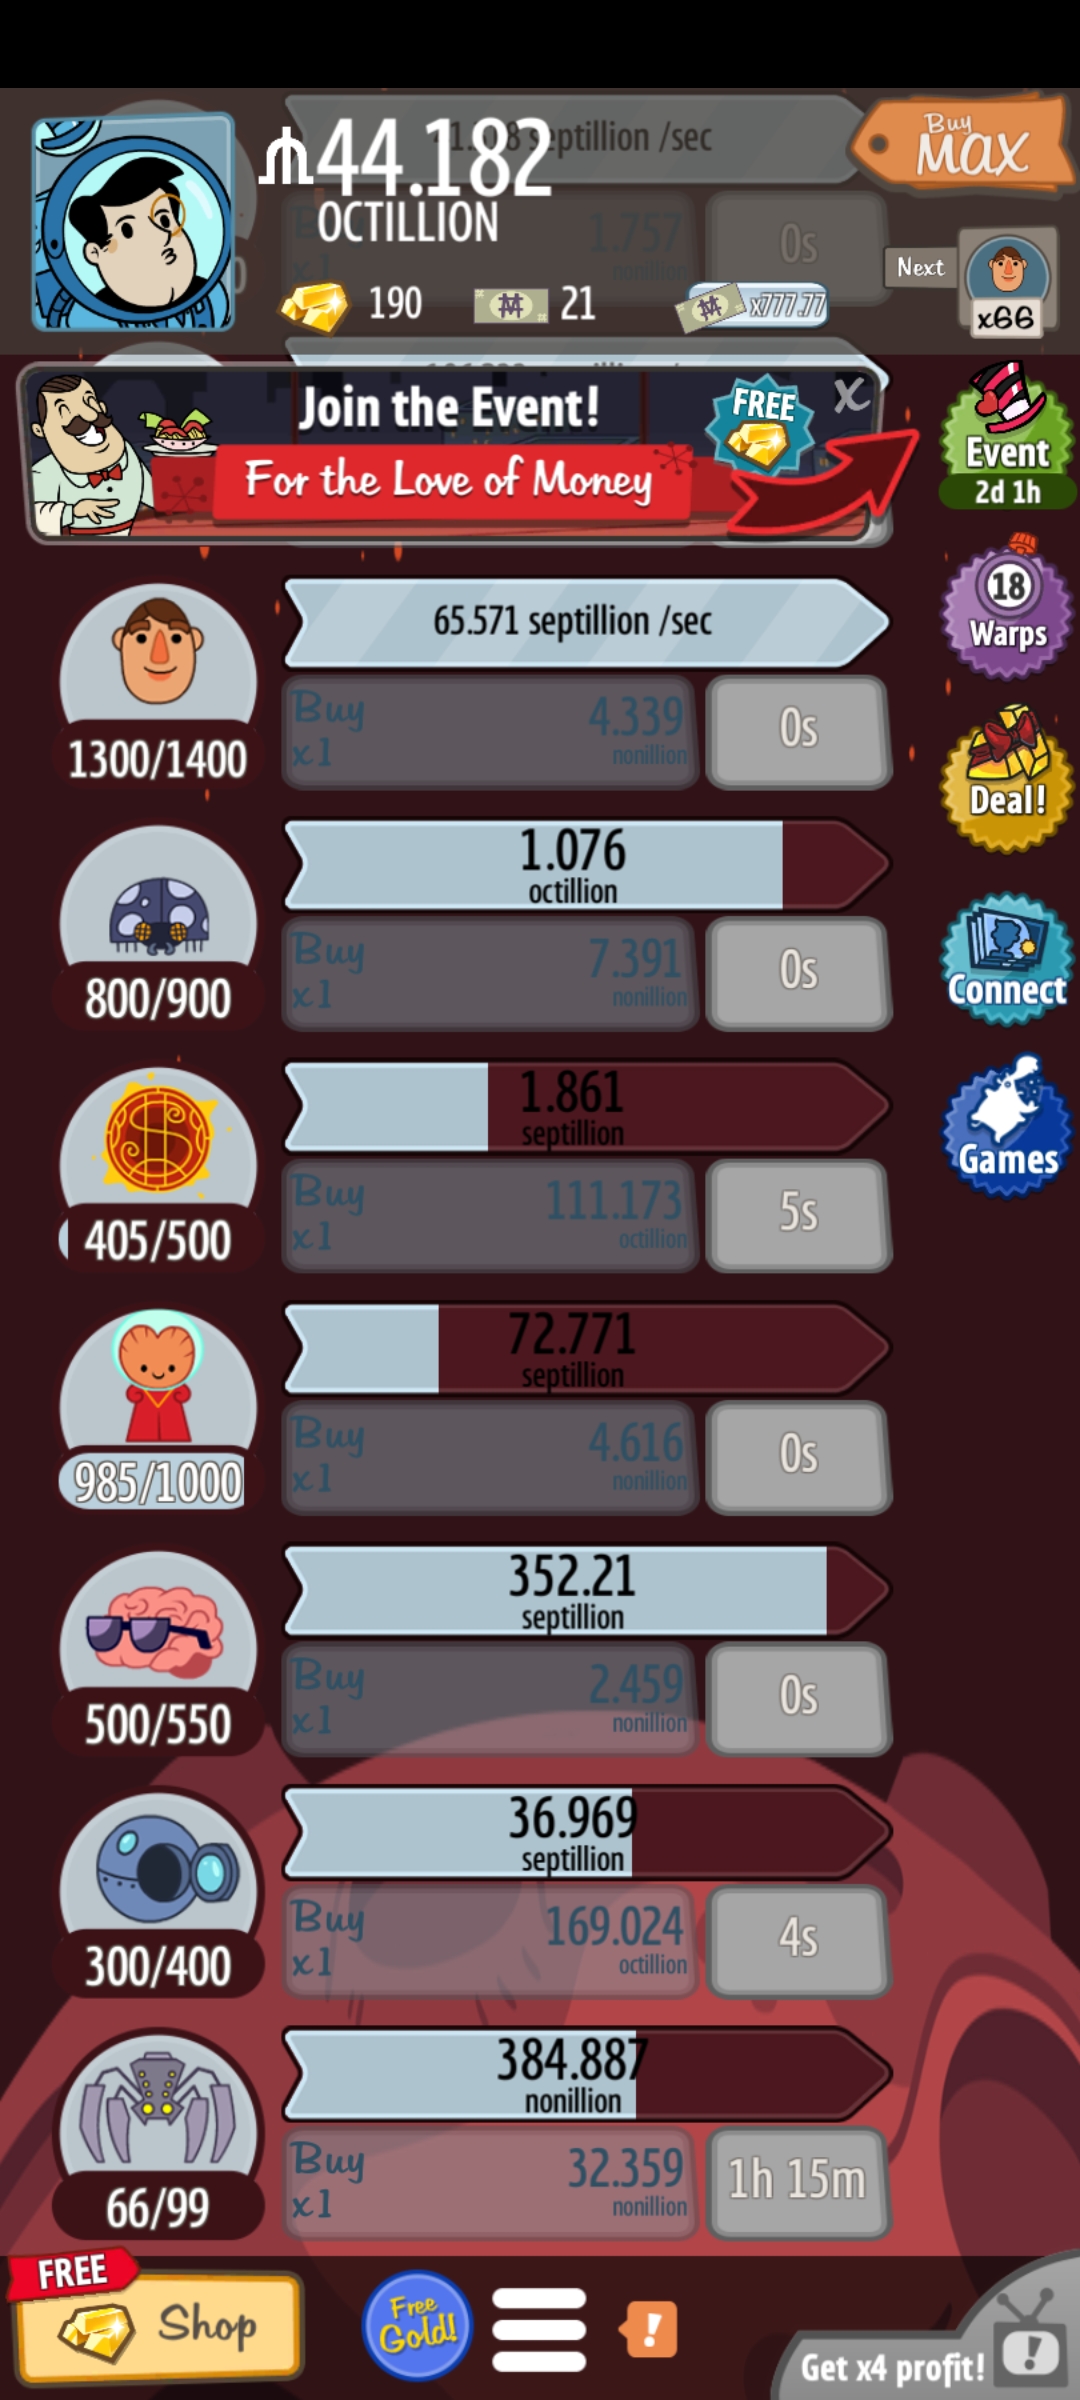 septillion /sec
₼44.182
OCTILLION
Buy
MAX
1.757
nonillion
0s
Next
x66
190
21
x777.77
Join the Event!
For the Love of Money
FREE
X
Event
2d 1h
65.571 septillion /sec
1300/1400
Buy
x1
4.339
nonillion
0s
18
Warps
1.076
octillion
800/900
Buy
x1
7.391
nonillion
0s
Deal!
Connect
1.861
septillion
405/500
Buy
x1
111.173
octillion
5s
Games
72.771
septillion
985/1000
Buy
x1
4.616
nonillion
0s
352.21
septillion
500/550
Buy
x1
2.459
nonillion
0s
36.969
septillion
300/400
Buy
x1
169.024
octillion
4s
384.887
nonillion
66/99
Buy
x1
32.359
nonillion
1h 15m
FREE
Shop
Free
Gold!
!
Get x4 profit!
!